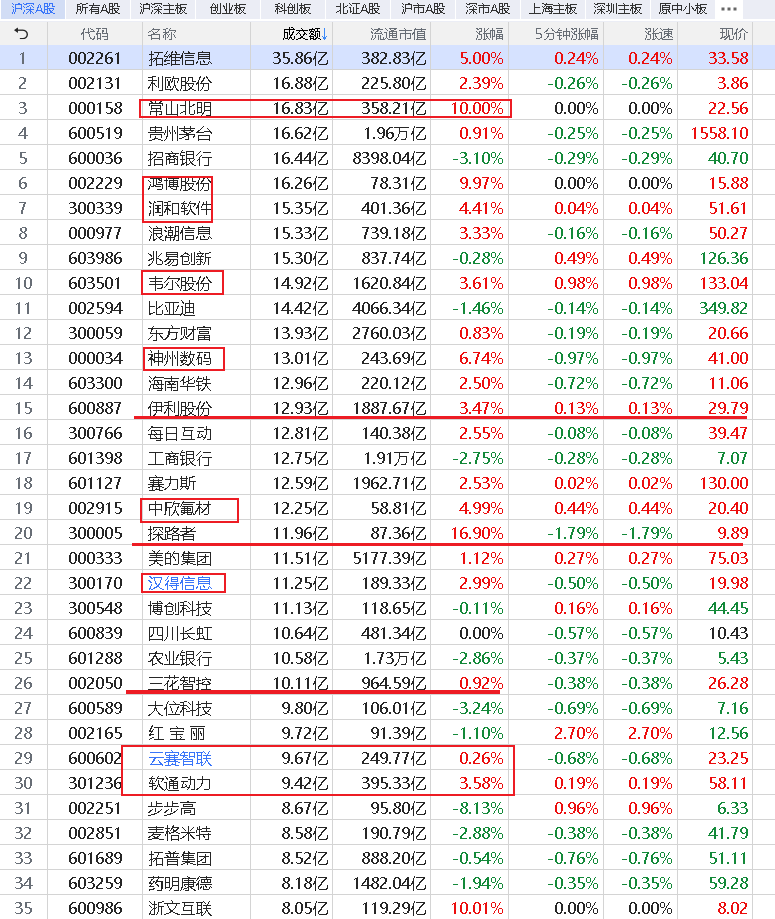 沪深A股 所有A股 沪深主板 创业板 科创板 北证A股 沪市A股 深市A股 上海主板 深圳主板 原中小板 •••
代码 名称 成交额↓ 流通市值 涨幅 5分钟涨幅 涨速 现价
1 002261 拓维信息 35.86亿 382.83亿 5.00% 0.24% 0.24% 33.58
2 002131 利欧股份 16.88亿 225.80亿 2.39% -0.26% -0.26% 3.86
3 000158 常山北明 16.83亿 358.21亿 10.00% 0.00% 0.00% 22.56
4 600519 贵州茅台 16.62亿 1.96万亿 0.91% -0.25% -0.25% 1558.10
5 600036 招商银行 16.44亿 8398.04亿 -3.10% -0.29% -0.29% 40.70
6 002229 鸿博股份 16.26亿 78.31亿 9.97% 0.00% 0.00% 15.88
7 300339 润和软件 15.35亿 401.36亿 4.41% 0.04% 0.04% 51.61
8 000977 浪潮信息 15.33亿 739.18亿 3.33% -0.16% -0.16% 50.27
9 603986 兆易创新 15.30亿 837.74亿 -0.28% 0.49% 0.49% 126.36
10 603501 韦尔股份 14.92亿 1620.84亿 3.61% 0.98% 0.98% 133.04
11 002594 比亚迪 14.42亿 4066.34亿 -1.46% -0.14% -0.14% 349.82
12 300059 东方财富 13.93亿 2760.03亿 0.83% -0.19% -0.19% 20.66
13 000034 神州数码 13.01亿 243.69亿 6.74% -0.97% -0.97% 41.00
14 603300 海南华铁 12.96亿 220.12亿 2.50% -0.72% -0.72% 11.06
15 600887 伊利股份 12.93亿 1887.67亿 3.47% 0.13% 0.13% 29.79
16 300766 每日互动 12.81亿 140.38亿 2.55% -0.08% -0.08% 39.47
17 601398 工商银行 12.75亿 1.91万亿 -2.75% -0.28% -0.28% 7.07
18 601127 赛力斯 12.59亿 1962.71亿 2.53% 0.02% 0.02% 130.00
19 002915 中欣氟材 12.25亿 58.81亿 4.99% 0.44% 0.44% 20.40
20 300005 探路者 11.96亿 87.36亿 16.90% -1.79% -1.79% 9.89
21 000333 美的集团 11.51亿 5177.39亿 1.12% 0.27% 0.27% 75.03
22 300170 汉得信息 11.25亿 189.33亿 2.99% -0.50% -0.50% 19.98
23 300548 博创科技 11.13亿 118.65亿 -0.11% 0.16% 0.16% 44.45
24 600839 四川长虹 10.64亿 481.34亿 0.00% -0.57% -0.57% 10.43
25 601288 农业银行 10.58亿 1.73万亿 -2.86% -0.37% -0.37% 5.43
26 002050 三花智控 10.11亿 964.59亿 0.92% -0.38% -0.38% 26.28
27 600589 大位科技 9.80亿 106.01亿 -3.24% -0.69% -0.69% 7.16
28 002165 红 宝 丽 9.72亿 91.39亿 -1.10% 2.70% 2.70% 12.56
29 600602 云赛智联 9.67亿 249.77亿 0.26% -0.68% -0.68% 23.25
30 301236 软通动力 9.42亿 395.33亿 3.58% 0.19% 0.19% 58.11
31 002251 步步高 8.67亿 95.80亿 -8.13% 0.96% 0.96% 6.33
32 002851 麦格米特 8.58亿 190.79亿 -2.88% -0.38% -0.38% 41.79
33 601689 拓普集团 8.52亿 888.20亿 -0.54% -0.76% -0.76% 51.11
34 603259 药明康德 8.18亿 1482.04亿 -1.94% -0.35% -0.35% 59.28
35 600986 浙文互联 8.05亿 119.29亿 10.01% 0.00% 0.00% 8.02